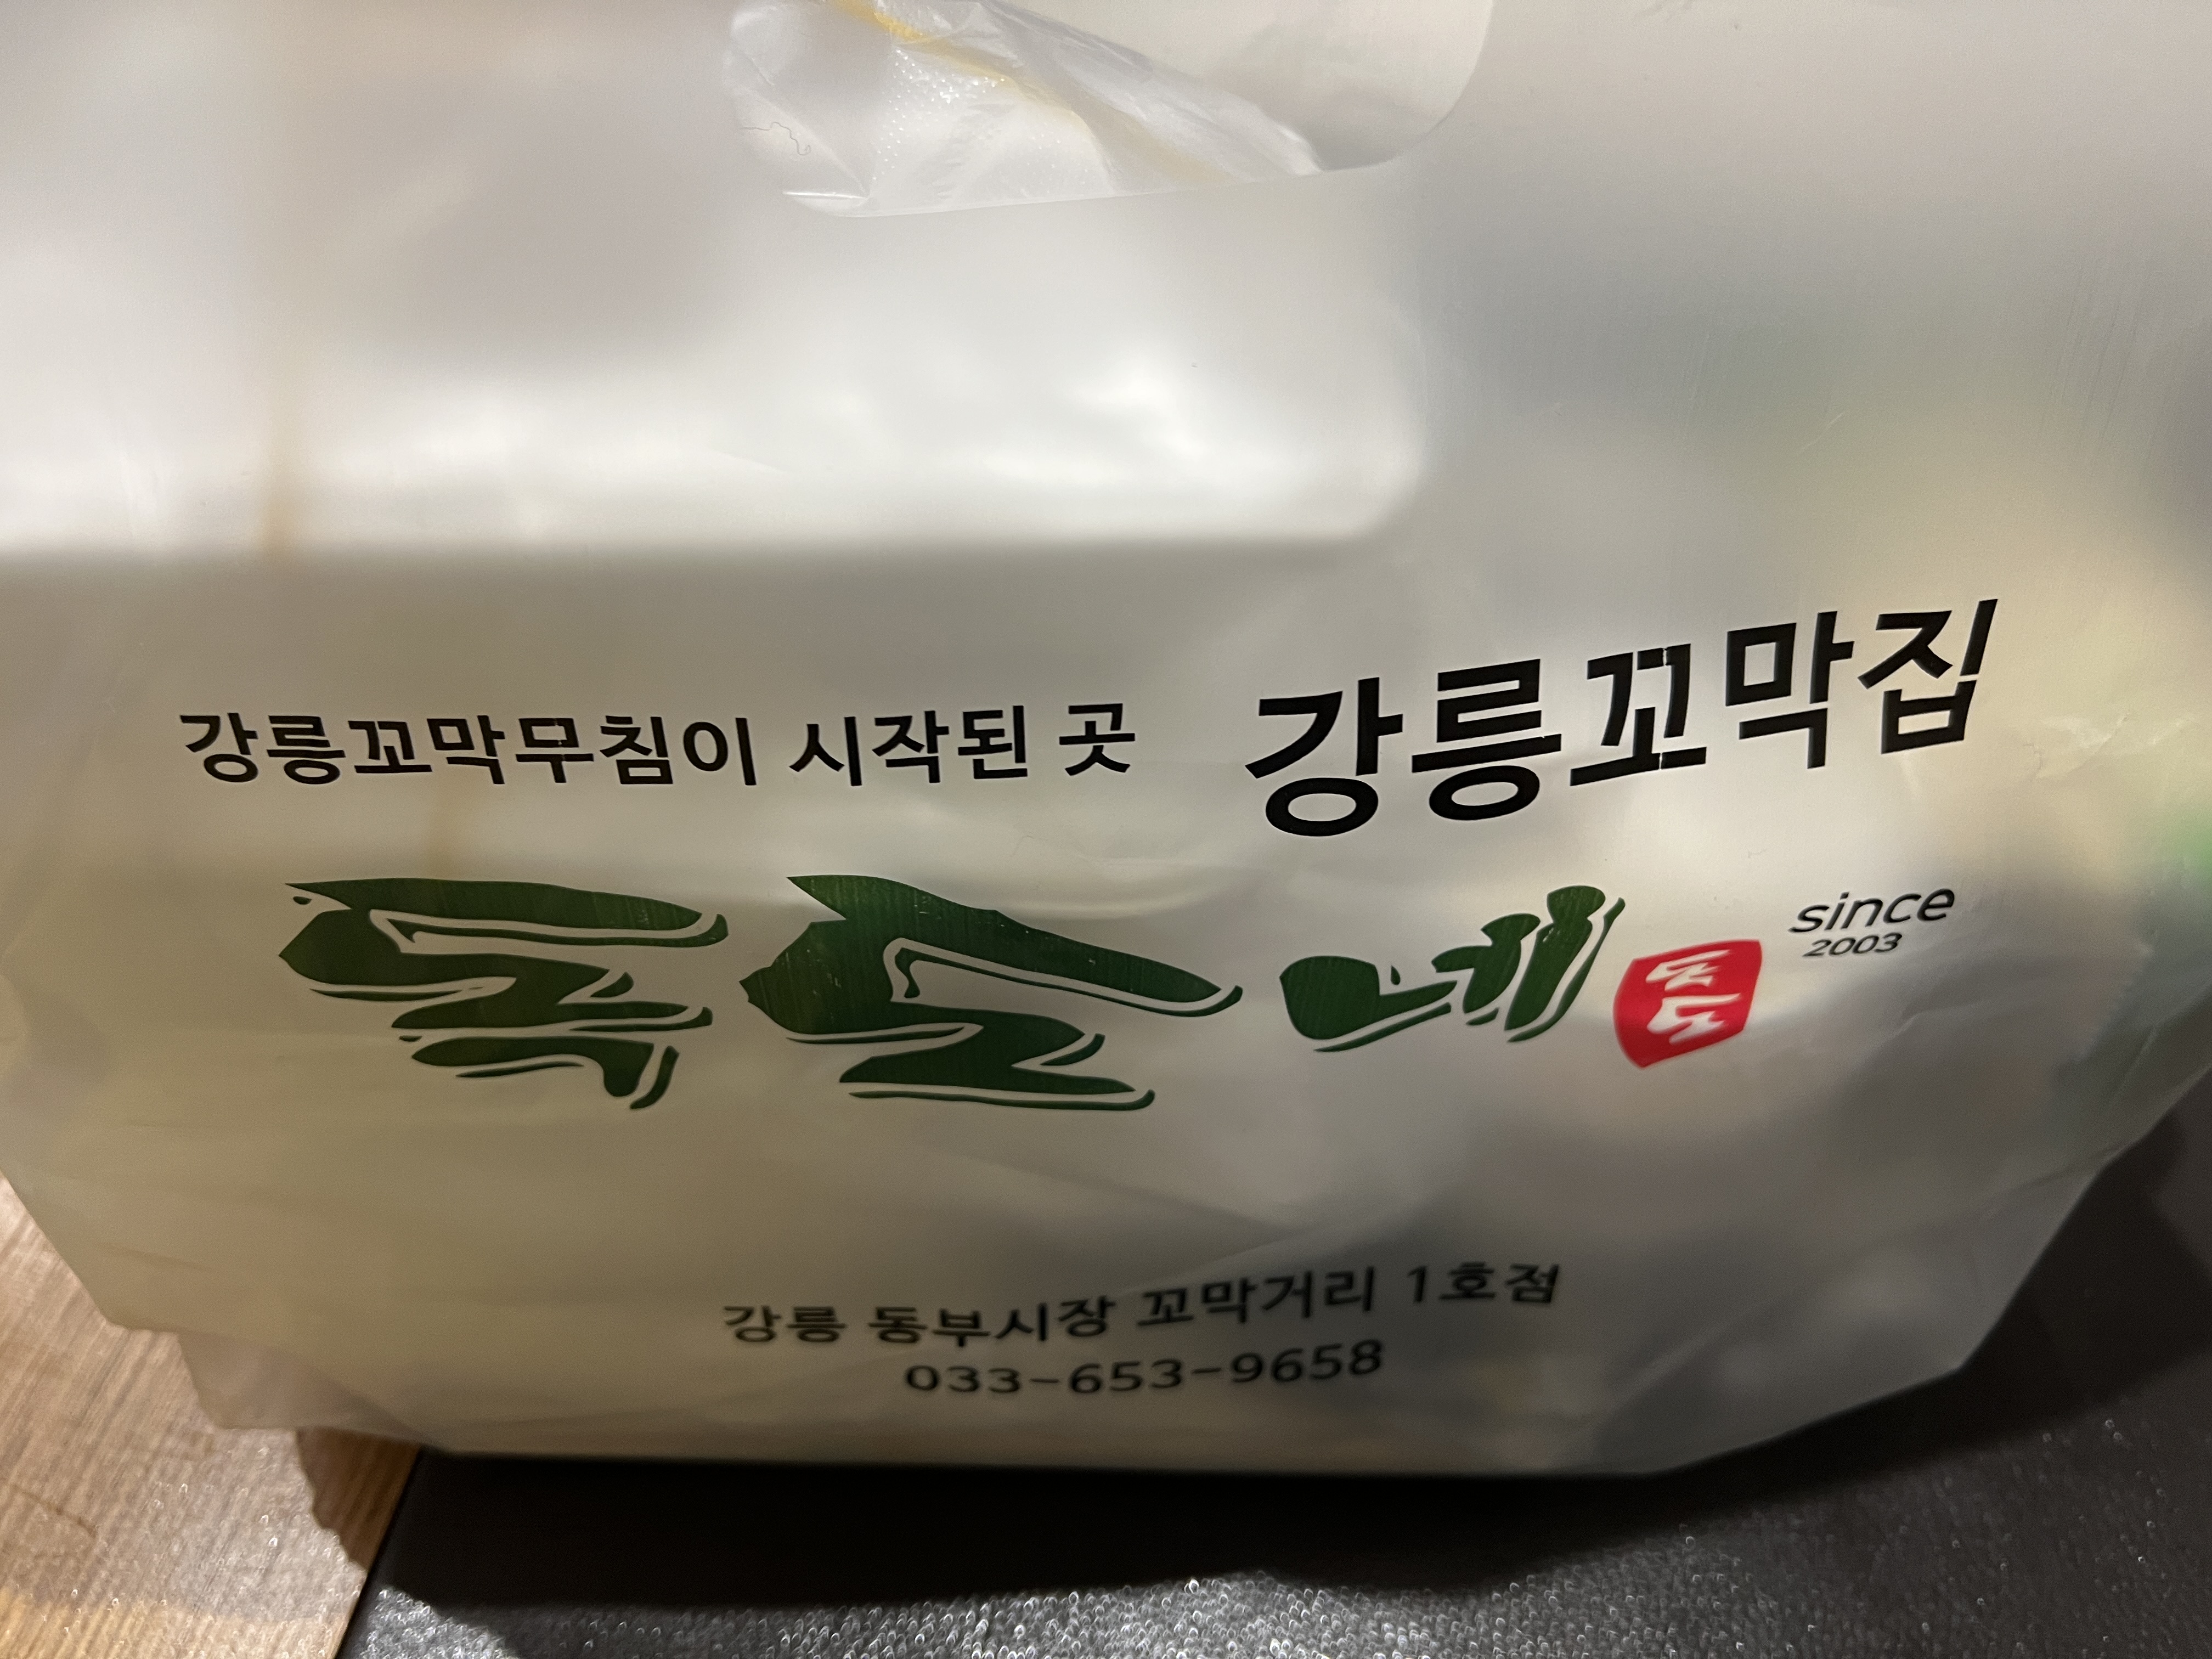 강릉꼬막무침이 시작된 곳
강릉꼬막집
독도네
독도
since
2003
강릉 동부시장 꼬막거리 1호점
033-653-9658